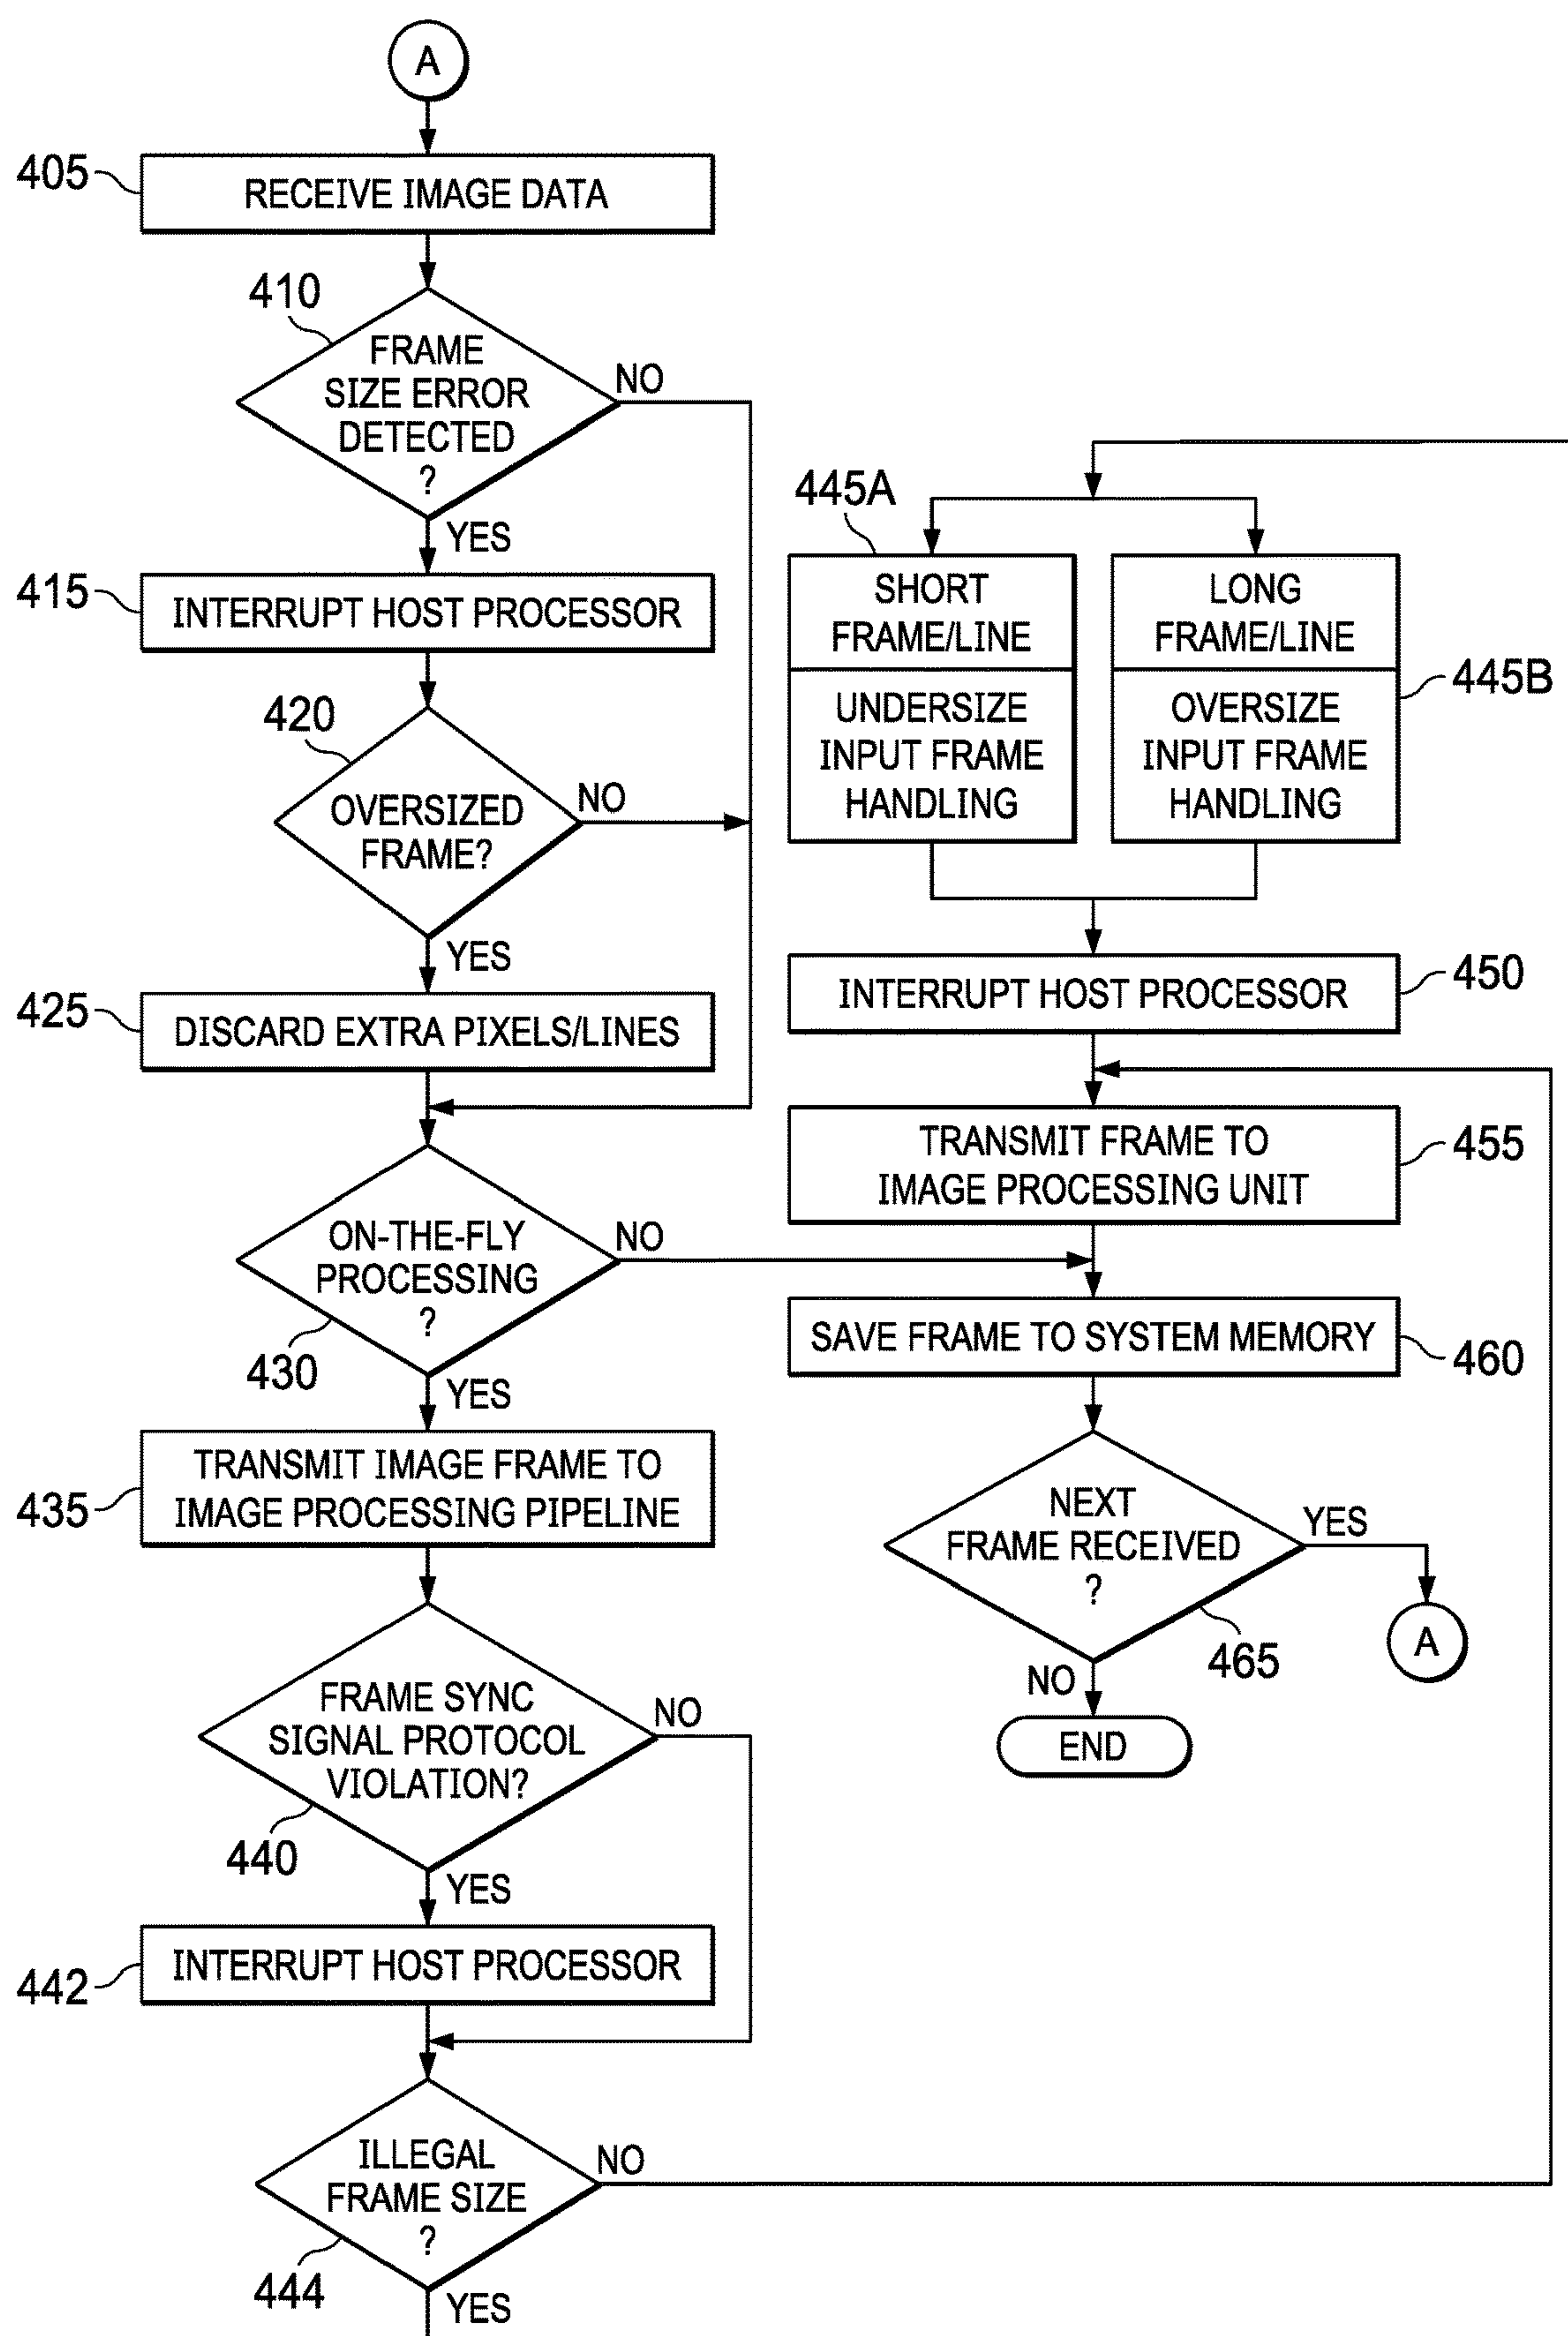 A
405
RECEIVE IMAGE DATA
410
FRAME
SIZE ERROR
DETECTED
?
NO
YES
415
INTERRUPT HOST PROCESSOR
420
OVERSIZED
FRAME?
NO
YES
425
DISCARD EXTRA PIXELS/LINES
ON-THE-FLY
PROCESSING
?
NO
430
YES
435
TRANSMIT IMAGE FRAME TO
IMAGE PROCESSING PIPELINE
FRAME SYNC
SIGNAL PROTOCOL
VIOLATION?
NO
440
YES
442
INTERRUPT HOST PROCESSOR
ILLEGAL
FRAME SIZE
?
NO
444
YES
445A
SHORT
FRAME/LINE
UNDERSIZE
INPUT FRAME
HANDLING
LONG
FRAME/LINE
445B
OVERSIZE
INPUT FRAME
HANDLING
INTERRUPT HOST PROCESSOR
450
TRANSMIT FRAME TO
IMAGE PROCESSING UNIT
455
SAVE FRAME TO SYSTEM MEMORY
460
NEXT
FRAME RECEIVED
?
YES
465
A
NO
END